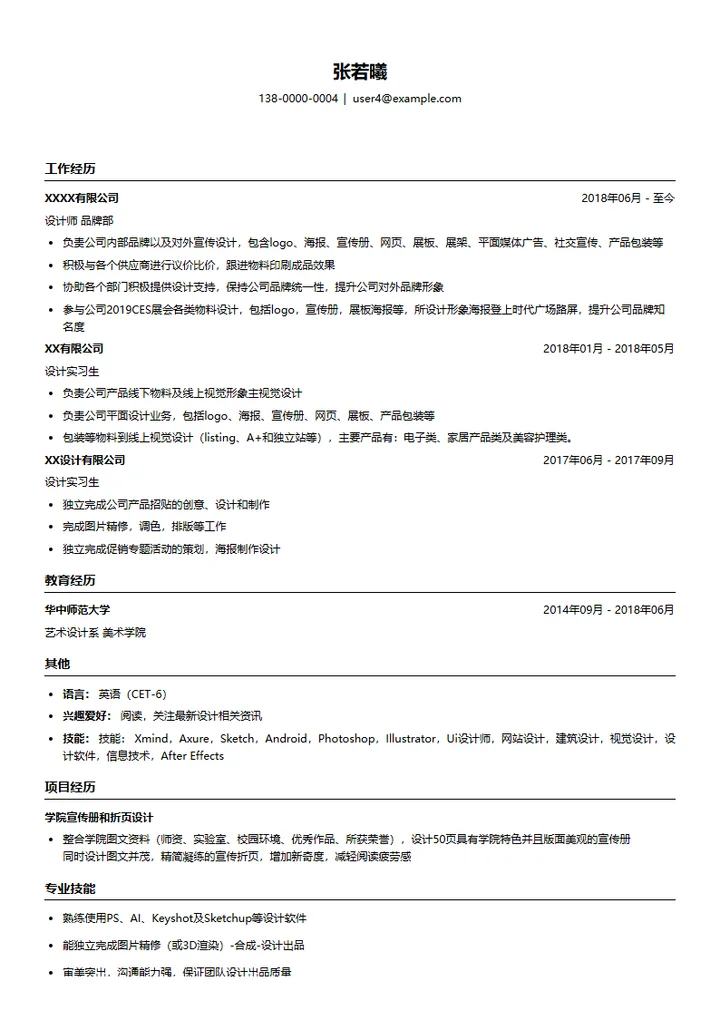 张若曦
138-0000-0004 | user4@example.com
工作经历
XXXX有限公司 2018年06月 - 至今
设计师 品牌部
• 负责公司内部品牌以及对外宣传设计，包含logo、海报、宣传册、网页、展板、展架、平面媒体广告、社交宣传、产品包装等
• 积极与各个供应商进行议价比价，跟进物料印刷成品效果
• 协助各个部门积极提供设计支持，保持公司品牌统一性，提升公司对外品牌形象
• 参与公司2019CES展会各类物料设计，包括logo，宣传册，展板海报等，所设计形象海报登上时代广场路屏，提升公司品牌知
名度
XX有限公司 2018年01月 - 2018年05月
设计实习生
• 负责公司产品线下物料及线上视觉形象主视觉设计
• 负责公司平面设计业务，包括logo、海报、宣传册、网页、展板、产品包装等
• 包装等物料到线上视觉设计（listing、A+和独立站等），主要产品有：电子类、家居产品类及美容护理类。
XX设计有限公司 2017年06月 - 2017年09月
设计实习生
• 独立完成公司产品招贴的创意、设计和制作
• 完成图片精修，调色，排版等工作
• 独立完成促销专题活动的策划，海报制作设计
教育经历
华中师范大学 2014年09月 - 2018年06月
艺术设计系 美术学院
其他
• 语言： 英语（CET-6）
• 兴趣爱好： 阅读，关注最新设计相关资讯
• 技能： 技能： Xmind，Axure，Sketch，Android，Photoshop，Illustrator，Ui设计师，网站设计，建筑设计，视觉设计，设
计软件，信息技术，After Effects
项目经历
学院宣传册和折页设计
• 整合学院图文资料（师资、实验室、校园环境、优秀作品、所获荣誉），设计50页具有学院特色并且版面美观的宣传册
同时设计图文并茂，精简凝练的宣传折页，增加新奇度，减轻阅读疲劳感
专业技能
• 熟练使用PS、AI、Keyshot及Sketchup等设计软件
• 能独立完成图片精修（或3D渲染）-合成-设计出品
• 审美突出，沟通能力强，保证团队设计出品质量